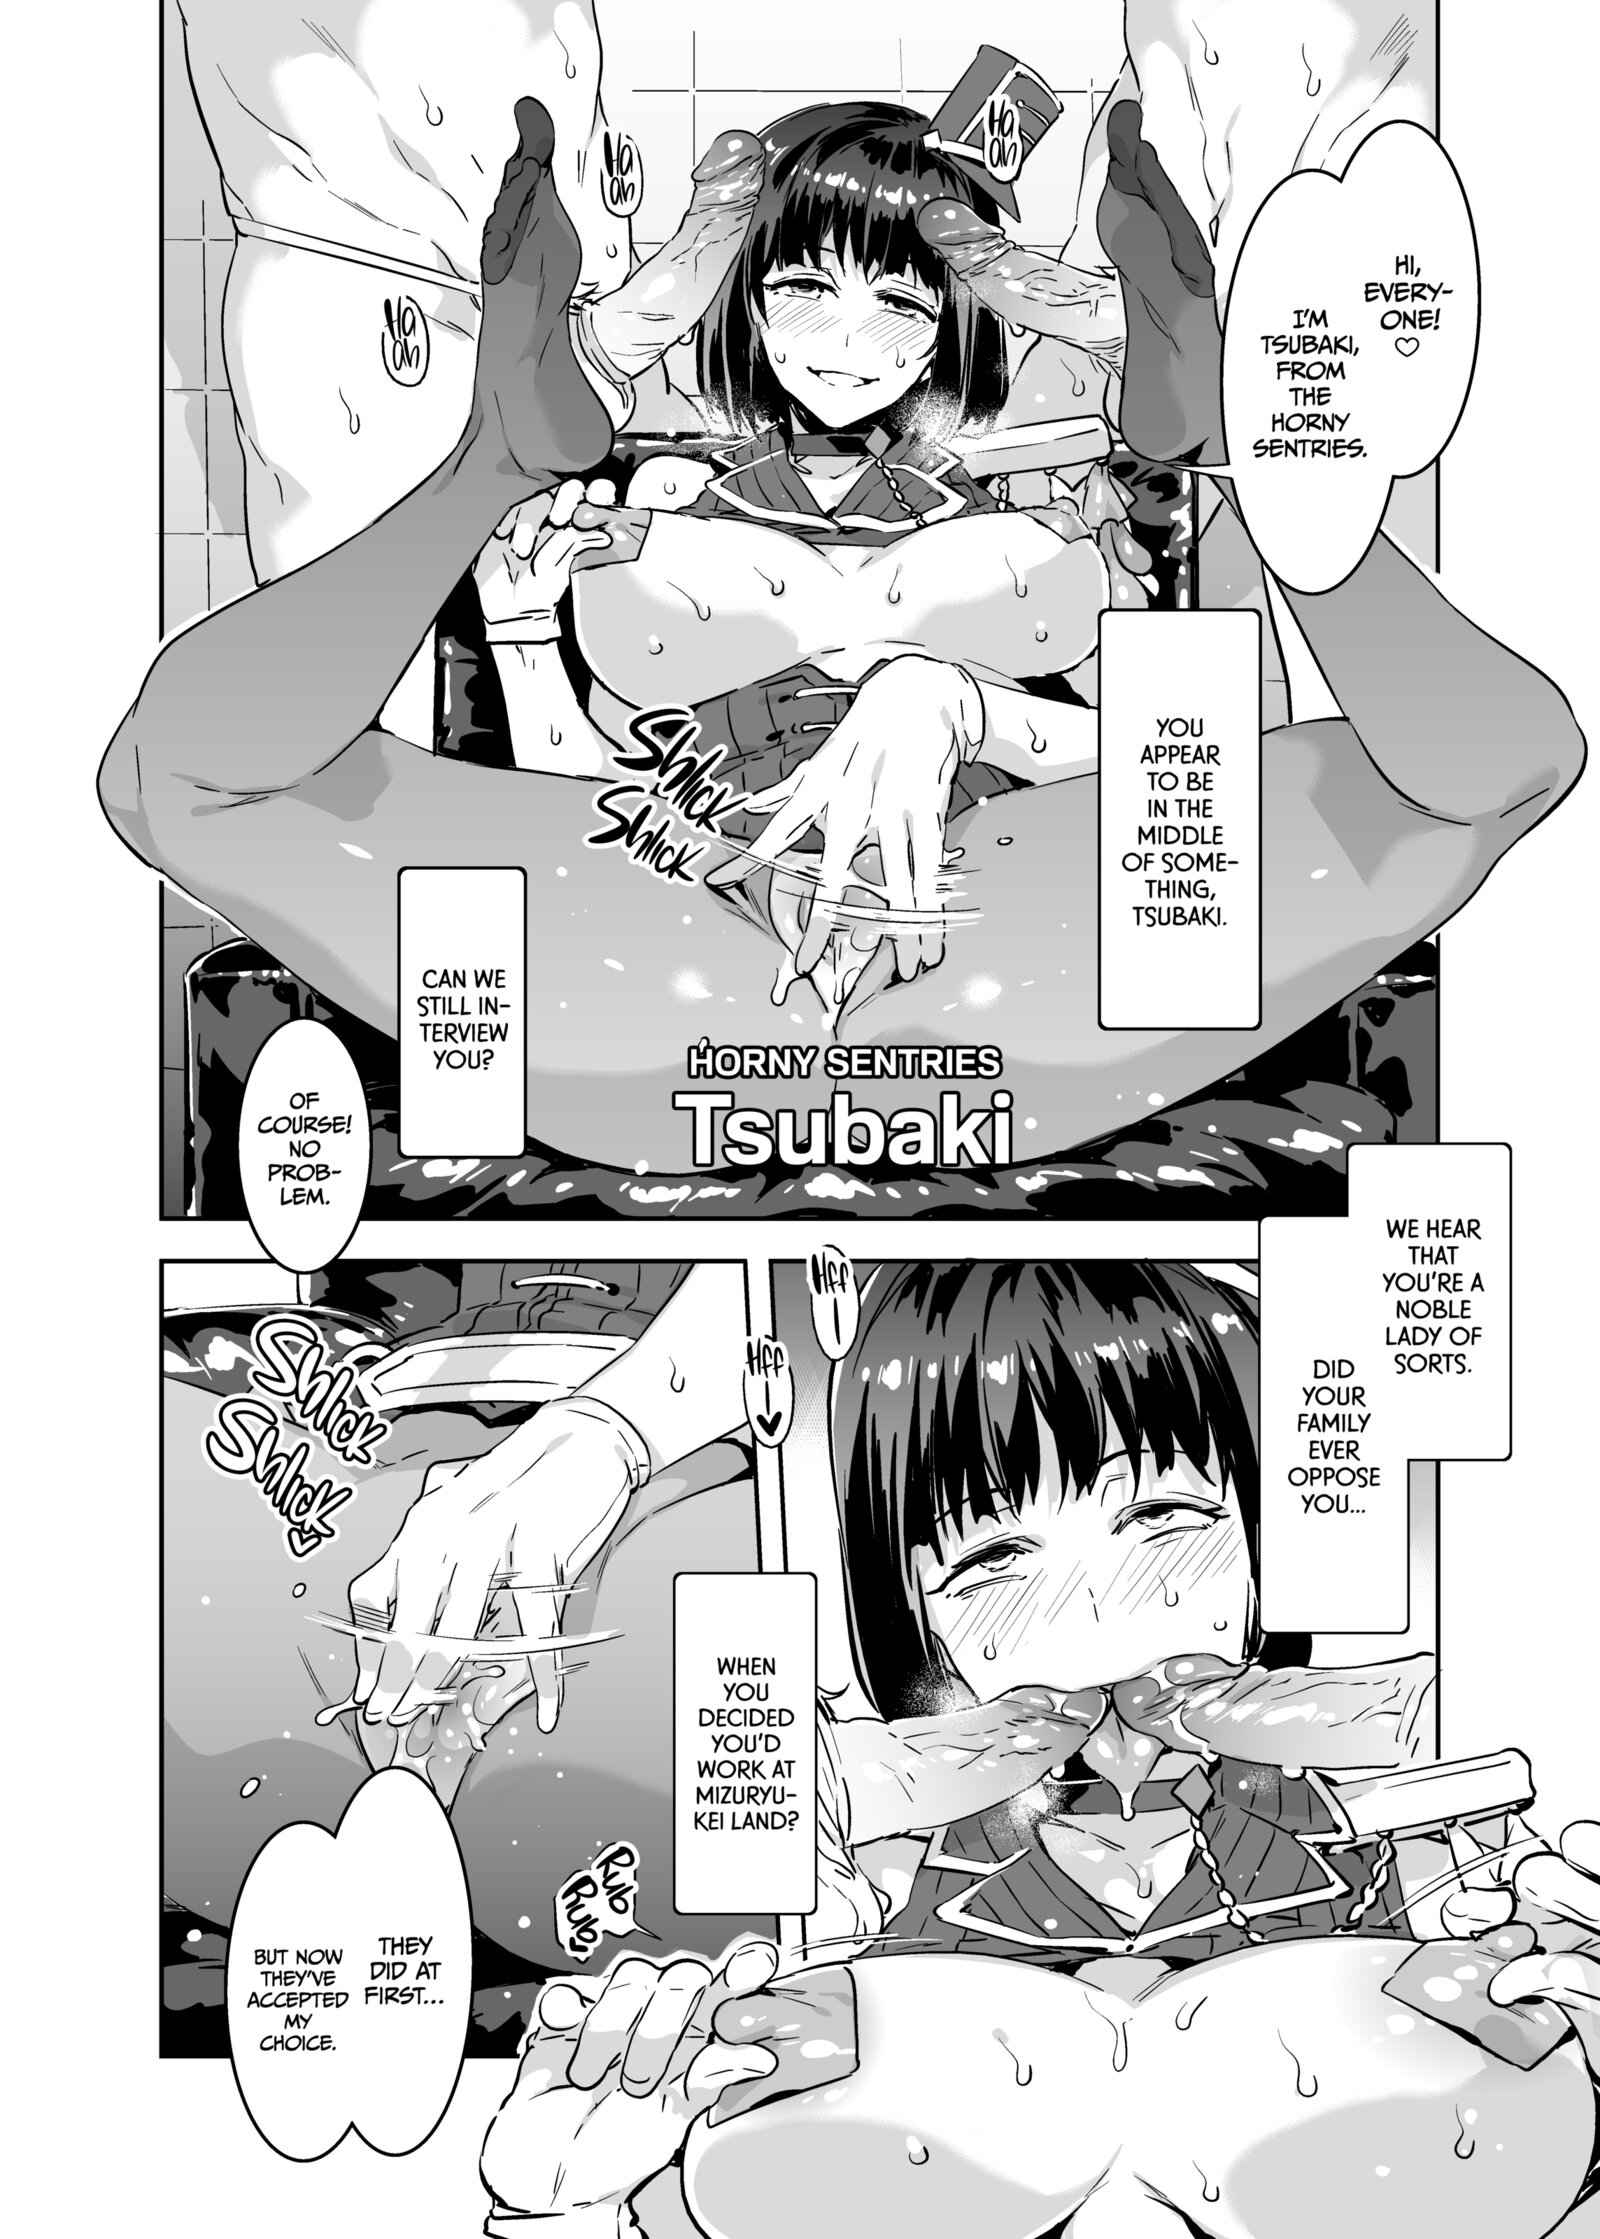 HI,
EVERY-
ONE!
♡
I'M
TSUBAKI,
FROM
THE
HORNY
SENTRIES.
Ha
ah
Ha
ah
Ha
ah
YOU
APPEAR
TO BE
IN THE
MIDDLE
OF SOME-
THING,
TSUBAKI.
Shlick
Shlick
CAN WE
STILL IN-
TERVIEW
YOU?
HORNY SENTRIES
Tsubaki
OF
COURSE!
NO
PROB-
LEM.
WE HEAR
THAT
YOU'RE A
NOBLE
LADY OF
SORTS.
DID
YOUR
FAMILY
EVER
OPPOSE
YOU...
Hff
Hff
♥
WHEN
YOU
DECIDED
YOU'D
WORK AT
MIZURYU-
KEI LAND?
Shlick
Shlick
♡
Rub
Rub
THEY
DID AT
FIRST...
BUT NOW
THEY'VE
ACCEPTED
MY
CHOICE.